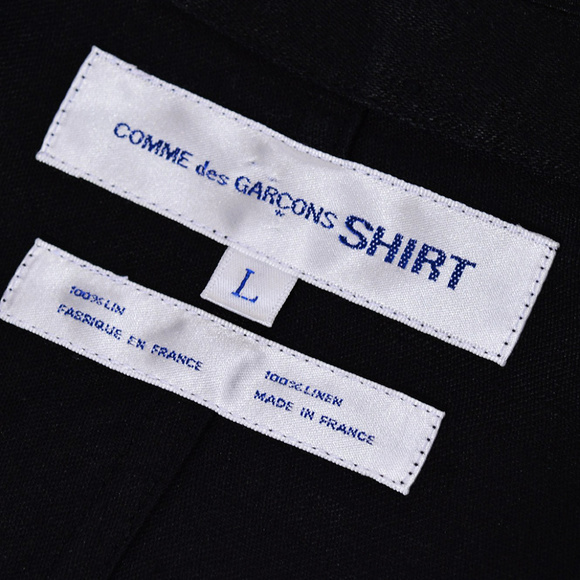 COMME des GARÇONS SHIRT
L
100% LIN
FABRIQUE EN FRANCE
100% LINEN
MADE IN FRANCE